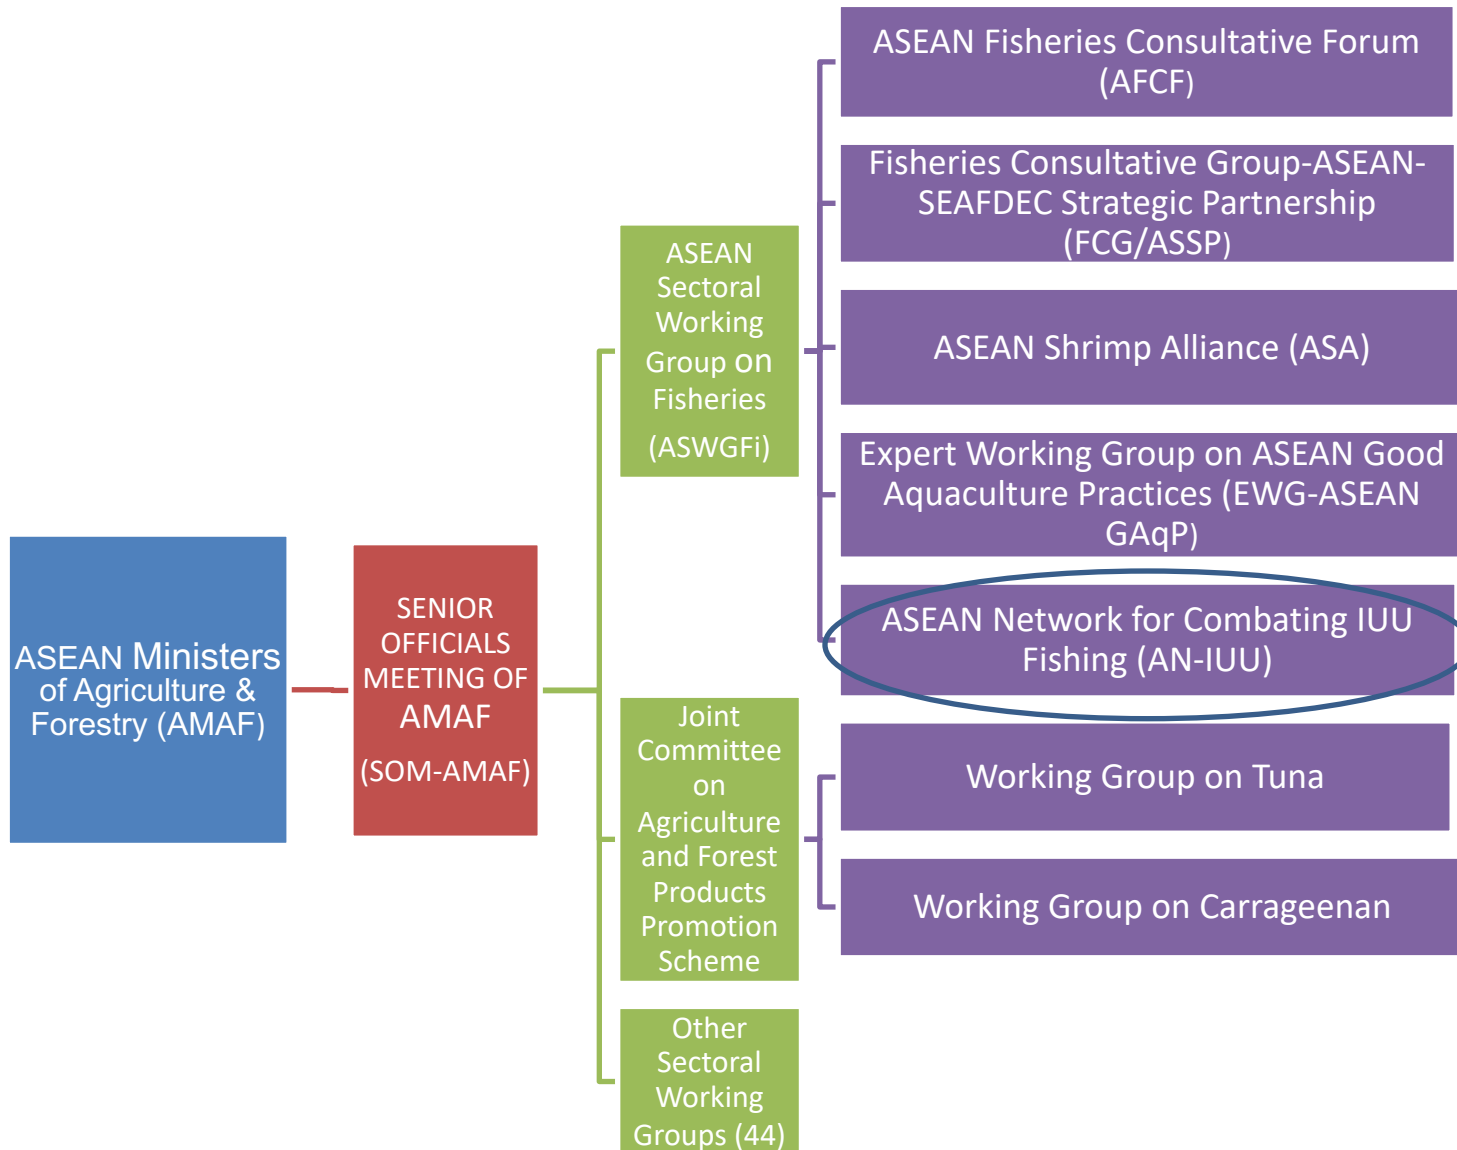 ASEAN Ministers
of Agriculture &
Forestry (AMAF)
SENIOR
OFFICIALS
MEETING OF
AMAF
(SOM-AMAF)
ASEAN
Sectoral
Working
Group on
Fisheries
(ASWGFi)
ASEAN Fisheries Consultative Forum
(AFCF)
Fisheries Consultative Group-ASEAN-
SEAFDEC Strategic Partnership
(FCG/ASSP)
ASEAN Shrimp Alliance (ASA)
Expert Working Group on ASEAN Good
Aquaculture Practices (EWG-ASEAN
GAqP)
ASEAN Network for Combating IUU
Fishing (AN-IUU)
Joint
Committee
on
Agriculture
and Forest
Products
Promotion
Scheme
Working Group on Tuna
Working Group on Carrageenan
Other
Sectoral
Working
Groups (44)